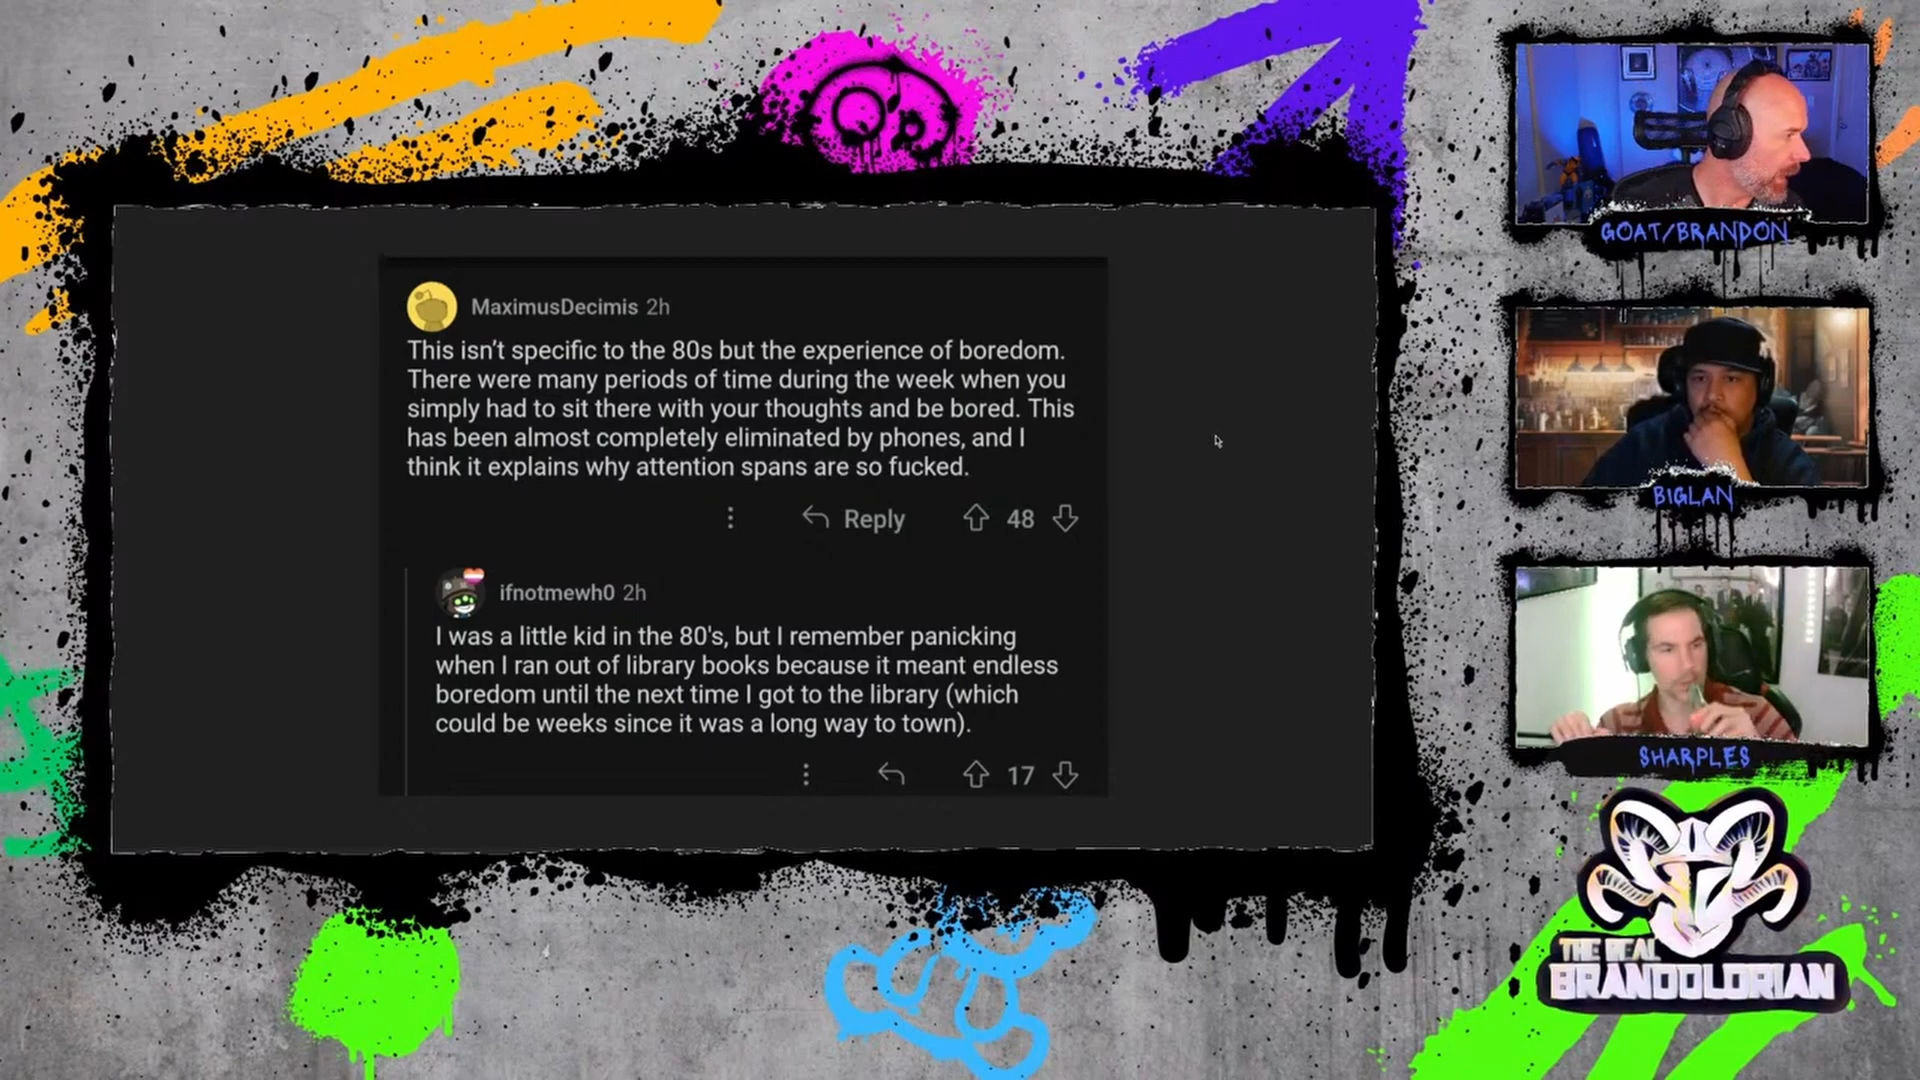 MaximusDecimis 2h
This isn't specific to the 80s but the experience of boredom.
There were many periods of time during the week when you
simply had to sit there with your thoughts and be bored. This
has been almost completely eliminated by phones, and I
think it explains why attention spans are so fucked.
Reply 48
ifnotmewh0 2h
I was a little kid in the 80's, but I remember panicking
when I ran out of library books because it meant endless
boredom until the next time I got to the library (which
could be weeks since it was a long way to town).
17
GOAT/BRANDON
BIGLAN
SHARPLES
THE REAL
BRANDOLORIAN